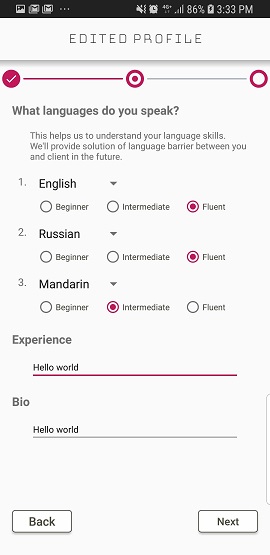 86% 3:33 PM
EDITED PROFILE
What languages do you speak?
This helps us to understand your language skills.
We'll provide solution of language barrier between you
and client in the future.
1. English
Beginner Intermediate Fluent
2. Russian
Beginner Intermediate Fluent
3. Mandarin
Beginner Intermediate Fluent
Experience
Hello world
Bio
Hello world
Back Next